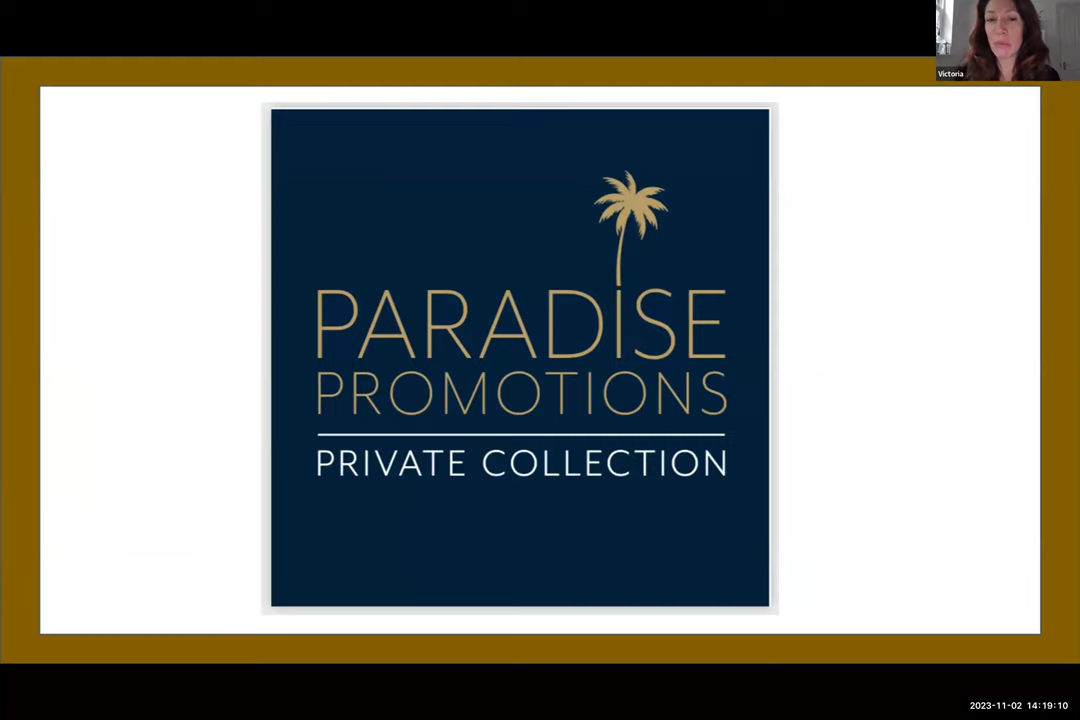 Victoria
PARADISE
PROMOTIONS
PRIVATE COLLECTION
2023-11-02 14:19:10